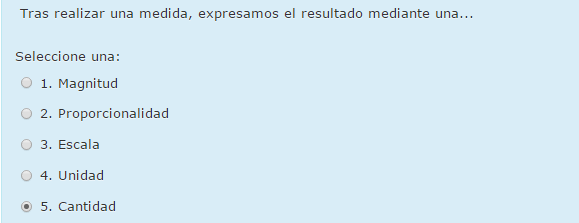 Tras realizar una medida, expresamos el resultado mediante una...
Seleccione una:
1. Magnitud
2. Proporcionalidad
3. Escala
4. Unidad
5. Cantidad